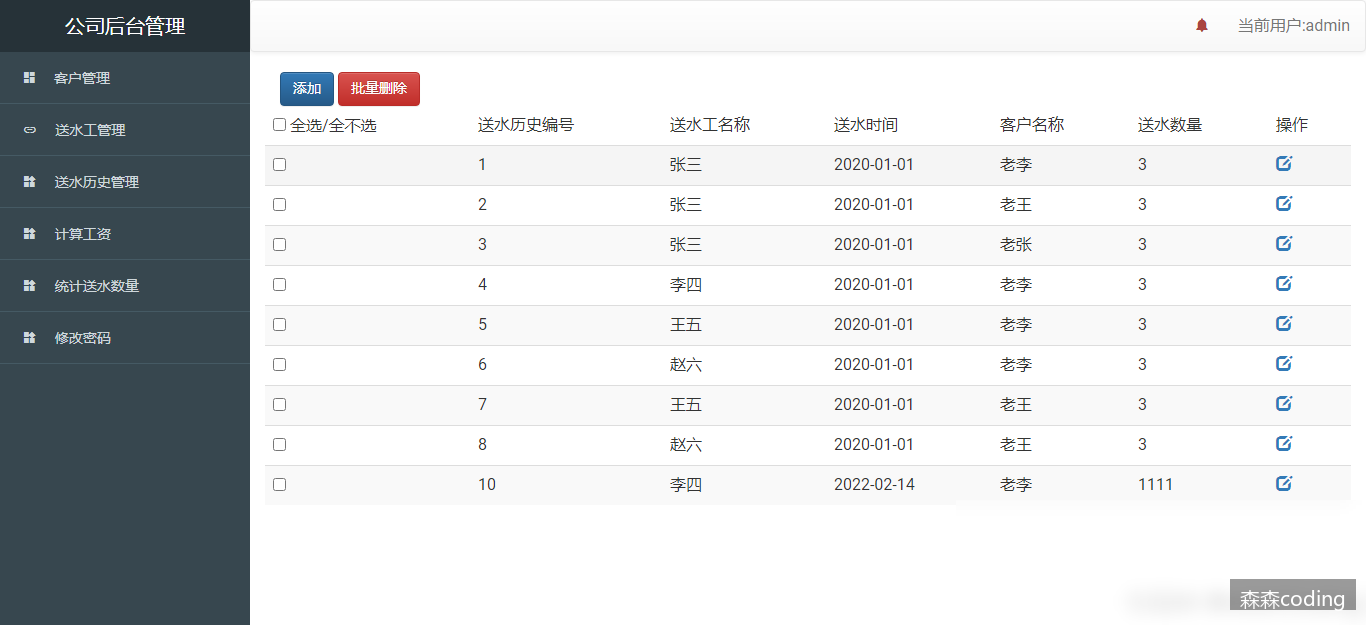 公司后台管理
当前用户:admin
客户管理
送水工管理
送水历史管理
计算工资
统计送水数量
修改密码
添加 批量删除
全选/全不选 送水历史编号 送水工名称 送水时间 客户名称 送水数量 操作
1 张三 2020-01-01 老李 3
2 张三 2020-01-01 老王 3
3 张三 2020-01-01 老张 3
4 李四 2020-01-01 老李 3
5 王五 2020-01-01 老李 3
6 赵六 2020-01-01 老李 3
7 王五 2020-01-01 老王 3
8 赵六 2020-01-01 老王 3
10 李四 2022-02-14 老李 1111
森森coding